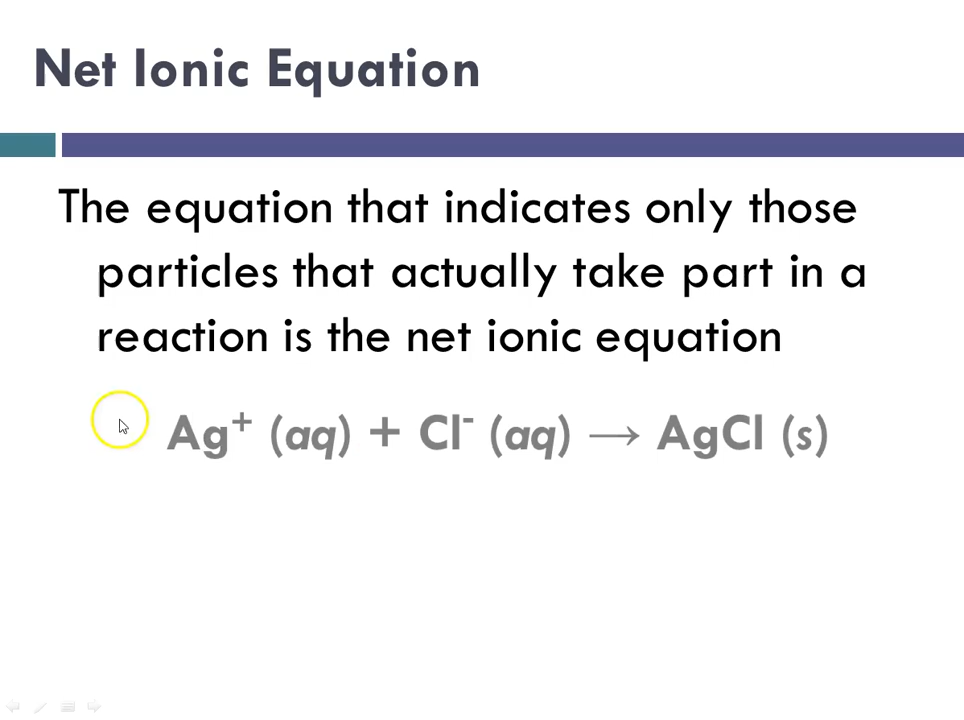 Net Ionic Equation
The equation that indicates only those
particles that actually take part in a
reaction is the net ionic equation
Ag⁺ (aq) + Cl⁻ (aq) → AgCl (s)